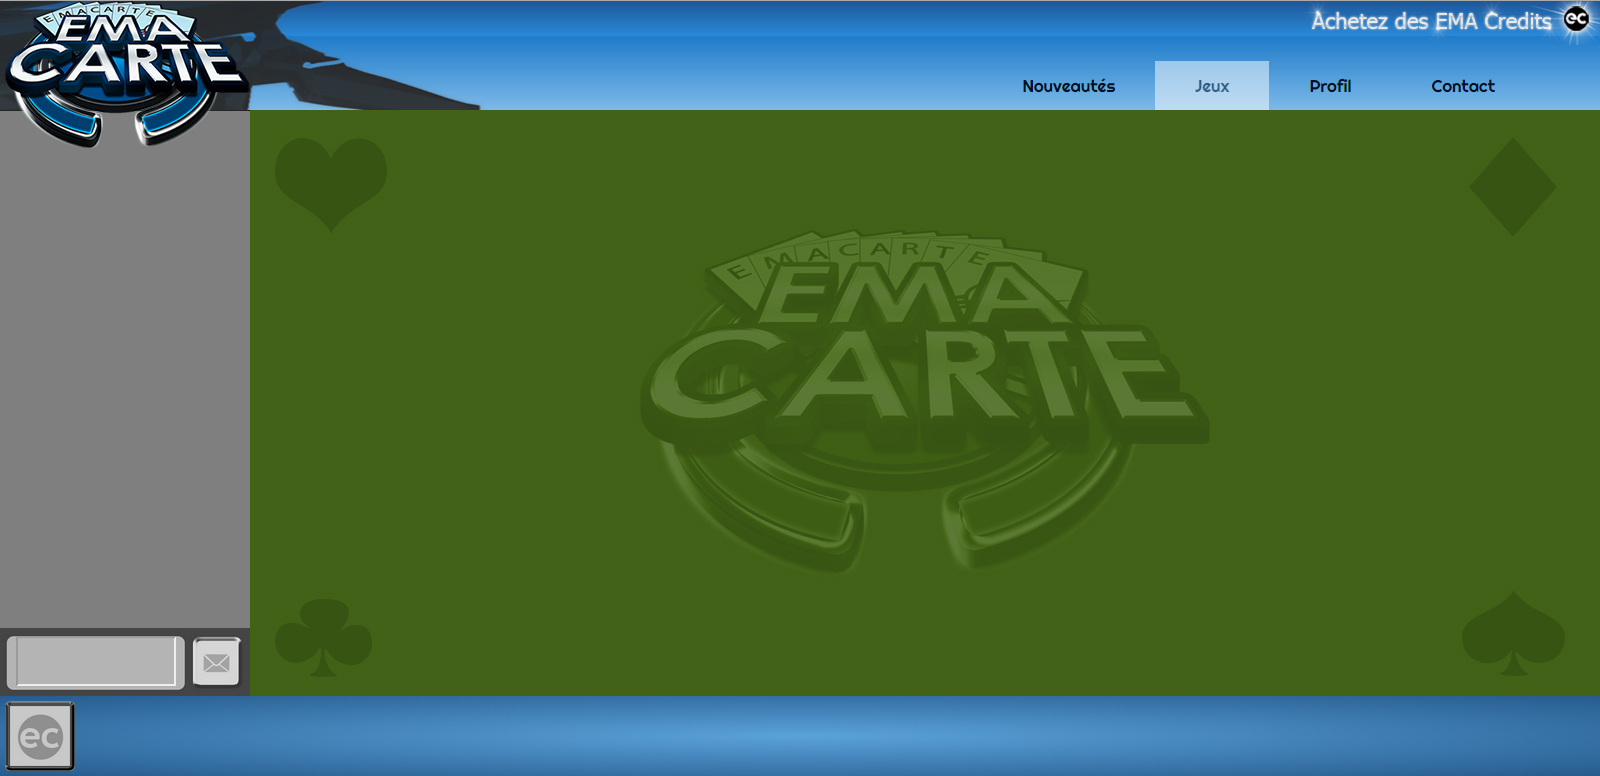 EMACARTE
EMA
CARTE
Achetez des EMA Credits ec
Nouveautés Jeux Profil Contact
EMACARTE
EMA
CARTE
ec